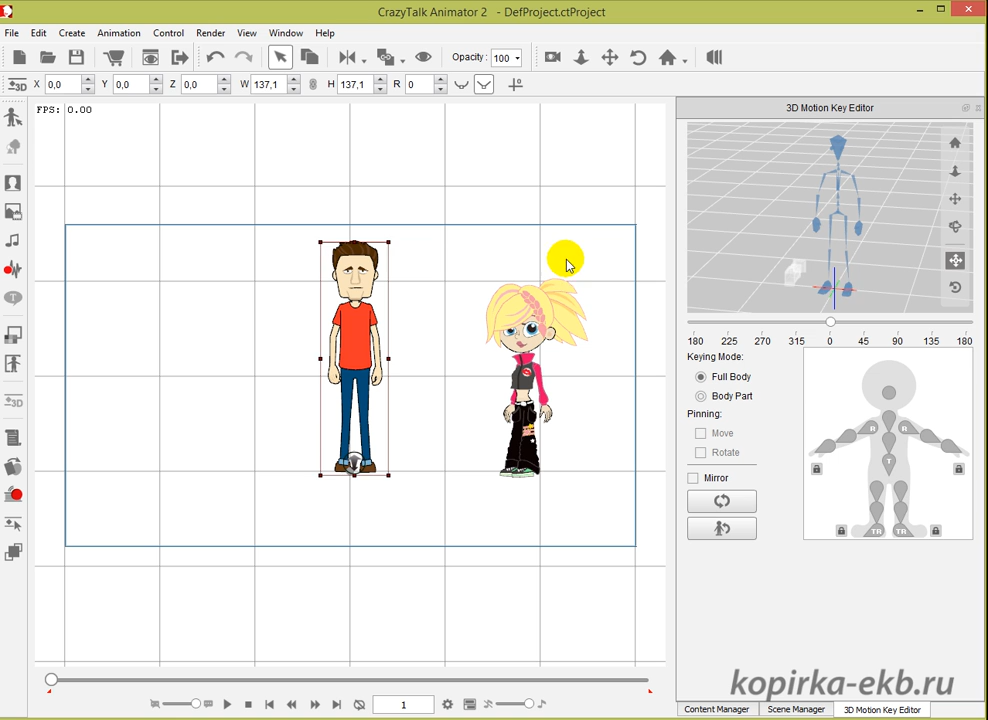 CrazyTalk Animator 2 - DefProject.ctProject
File Edit Create Animation Control Render View Window Help
Opacity: 100
3D X 0,0 Y 0,0 Z 0,0 W 137,1 H 137,1 R 0
FPS: 0.00
3D Motion Key Editor
180 225 270 315 0 45 90 135 180
Keying Mode:
Full Body
Body Part
Pinning:
Move
Rotate
Mirror
R R
T
TR TR
T
3D
1
kopirka-ekb.ru
Content Manager Scene Manager 3D Motion Key Editor